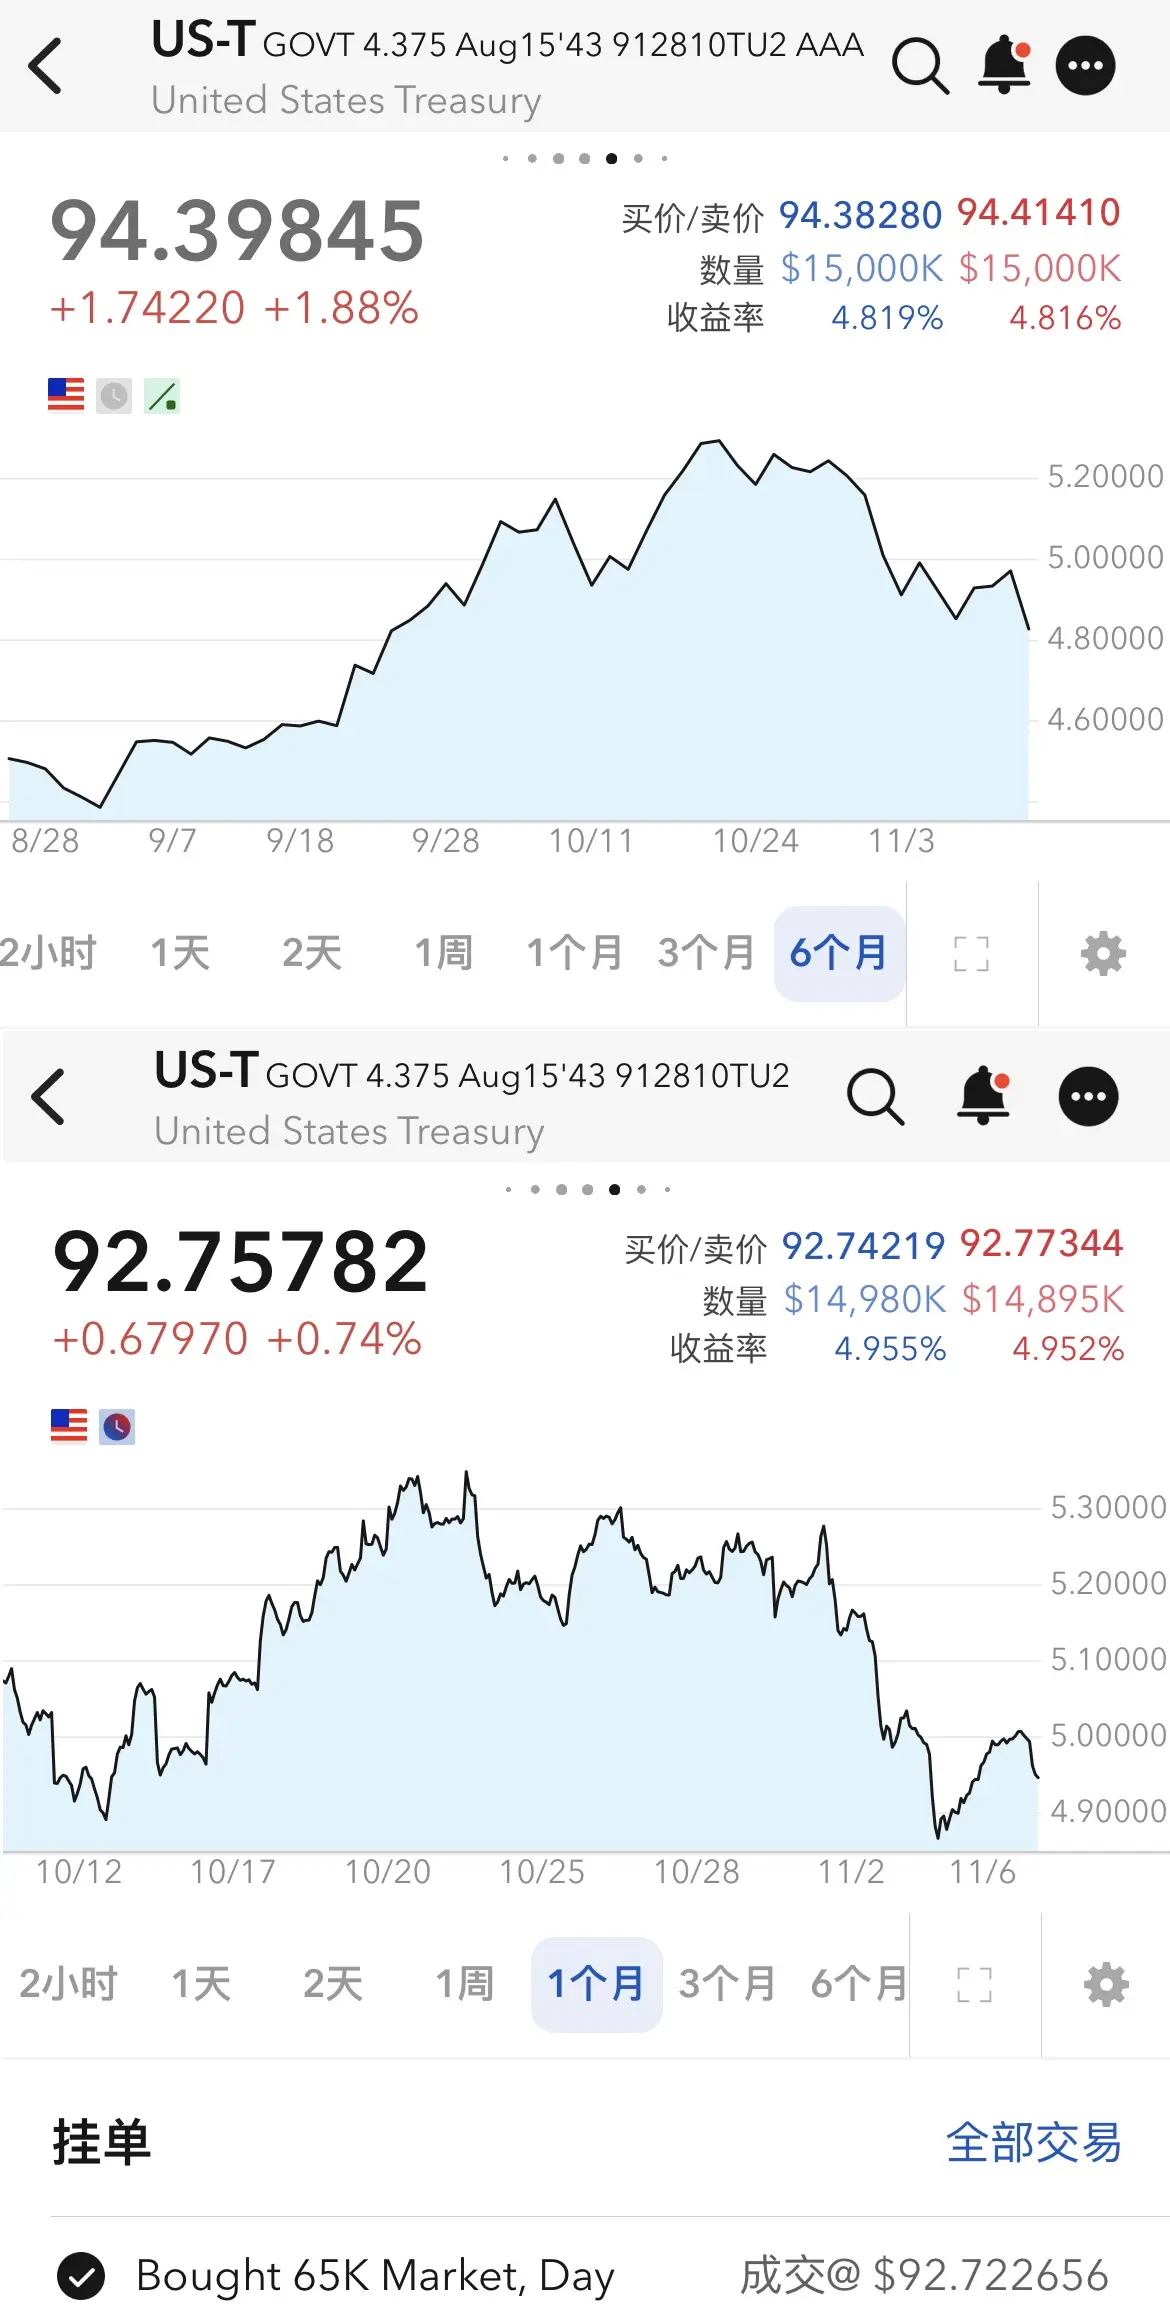 US-T GOVT 4.375 Aug15'43 912810TU2 AAA
United States Treasury
94.39845
+1.74220 +1.88%
买价/卖价 94.38280 94.41410
数量 $15,000K $15,000K
收益率 4.819% 4.816%
5.20000
5.00000
4.80000
4.60000
8/28 9/7 9/18 9/28 10/11 10/24 11/3
2小时 1天 2天 1周 1个月 3个月 6个月
US-T GOVT 4.375 Aug15'43 912810TU2
United States Treasury
92.75782
+0.67970 +0.74%
买价/卖价 92.74219 92.77344
数量 $14,980K $14,895K
收益率 4.955% 4.952%
5.30000
5.20000
5.10000
5.00000
4.90000
10/12 10/17 10/20 10/25 10/28 11/2 11/6
2小时 1天 2天 1周 1个月 3个月 6个月
挂单 全部交易
Bought 65K Market, Day 成交@ $92.722656